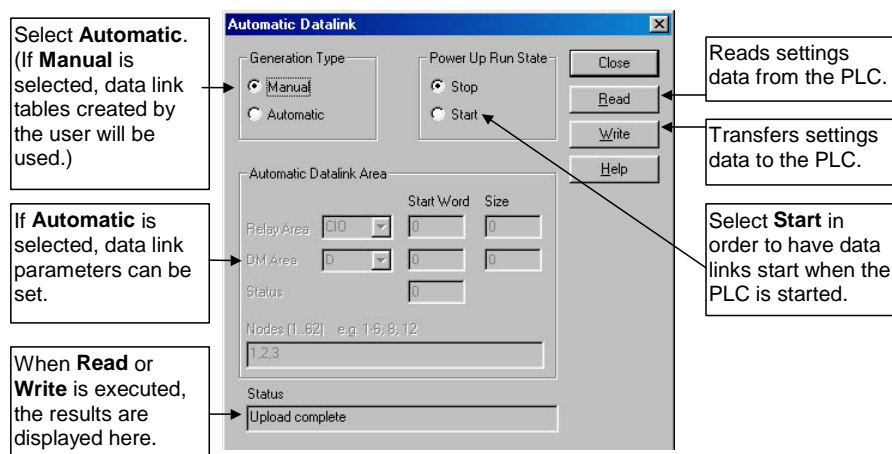 Select Automatic.
(If Manual is
selected, data link
tables created by
the user will be
used.)
If Automatic is
selected, data link
parameters can be
set.
When Read or
Write is executed,
the results are
displayed here.
Automatic Datalink
Generation Type
Manual
Automatic
Power Up Run State
Stop
Start
Close
Read
Write
Help
Automatic Datalink Area
Start Word Size
Relay Area CIO 0 0
DM Area D 0 0
Status 0
Nodes (1..62) e.g. 1-6, 8, 12
1,2,3
Status
Upload complete
Reads settings
data from the PLC.
Transfers settings
data to the PLC.
Select Start in
order to have data
links start when the
PLC is started.